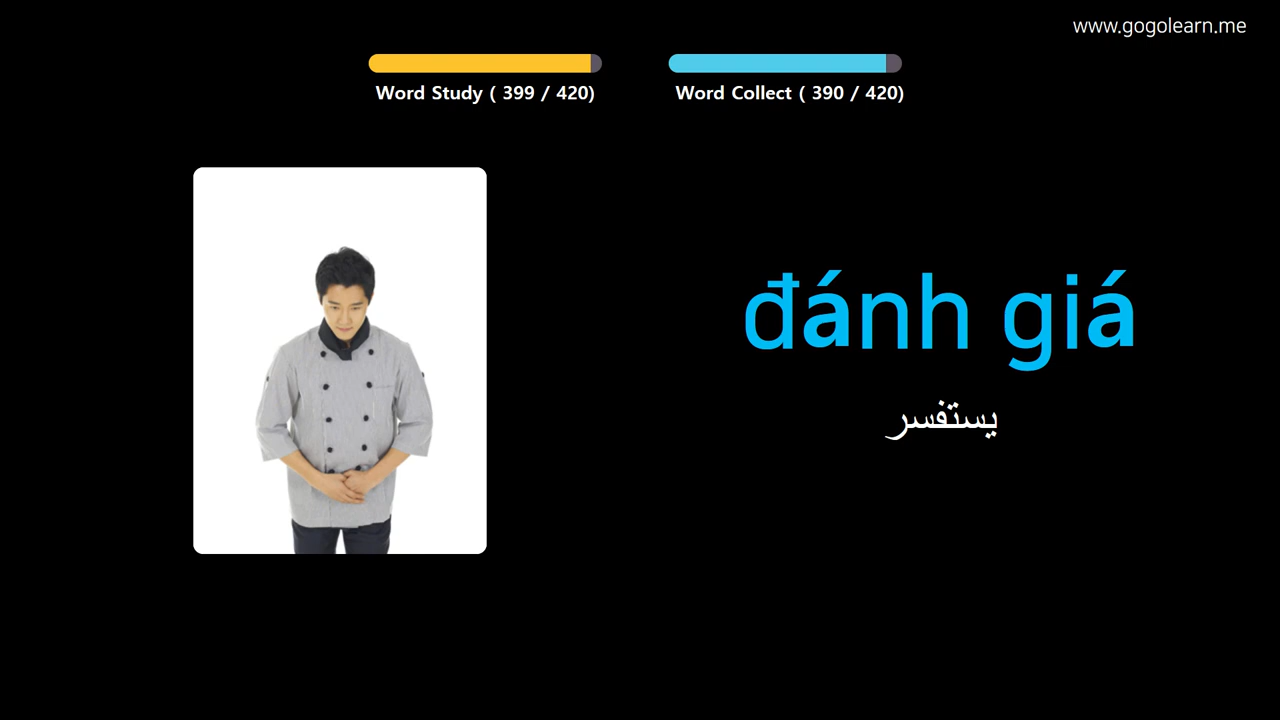 www.gogolearn.me
Word Study ( 399 / 420)
Word Collect ( 390 / 420)
đánh giá
يستفسر